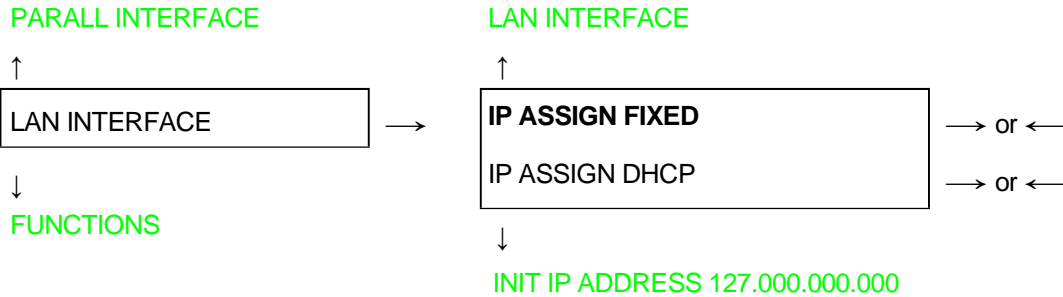 PARALL INTERFACE LAN INTERFACE
↑ ↑
LAN INTERFACE → IP ASSIGN FIXED → or ←
IP ASSIGN DHCP → or ←
↓
FUNCTIONS
↓
INIT IP ADDRESS 127.000.000.000